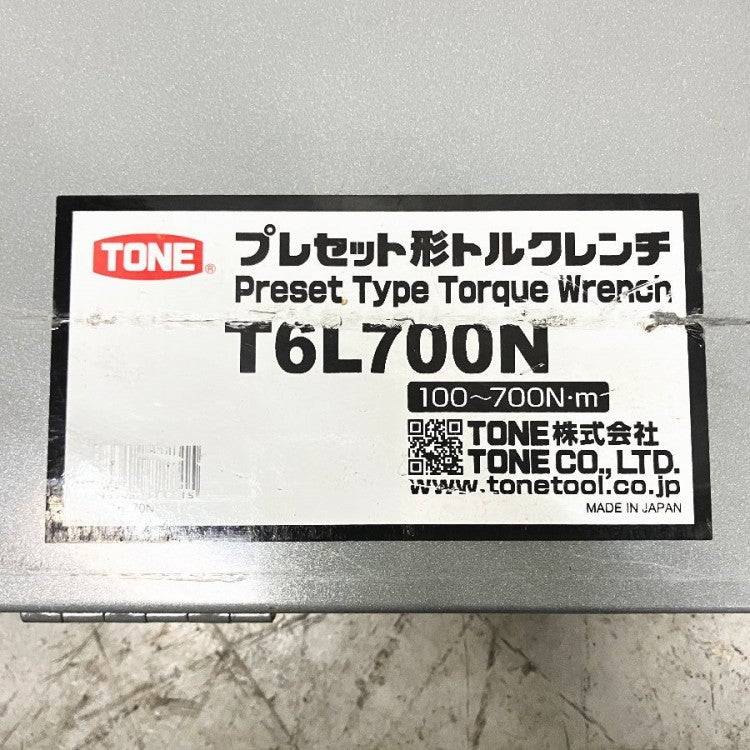 TONE®
プレセット形トルクレンチ
Preset Type Torque Wrench
T6L700N
100～700N·m
TONE株式会社
TONE CO., LTD.
www.tonetool.co.jp
MADE IN JAPAN